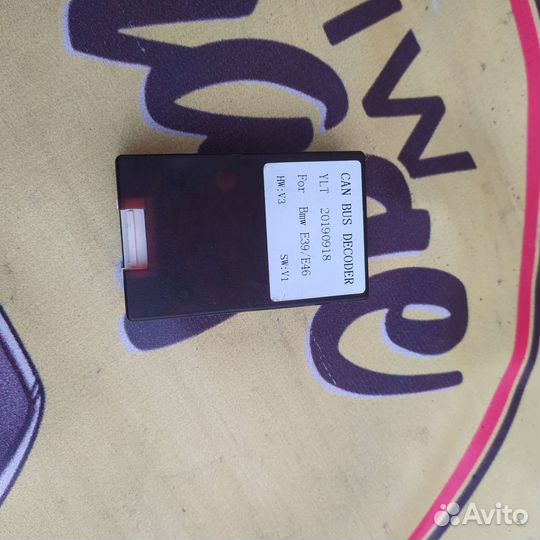 CAN BUS DECODER
YLT 20190918
For Bmw E39/E46
HW:V3 SW:V1
Avito